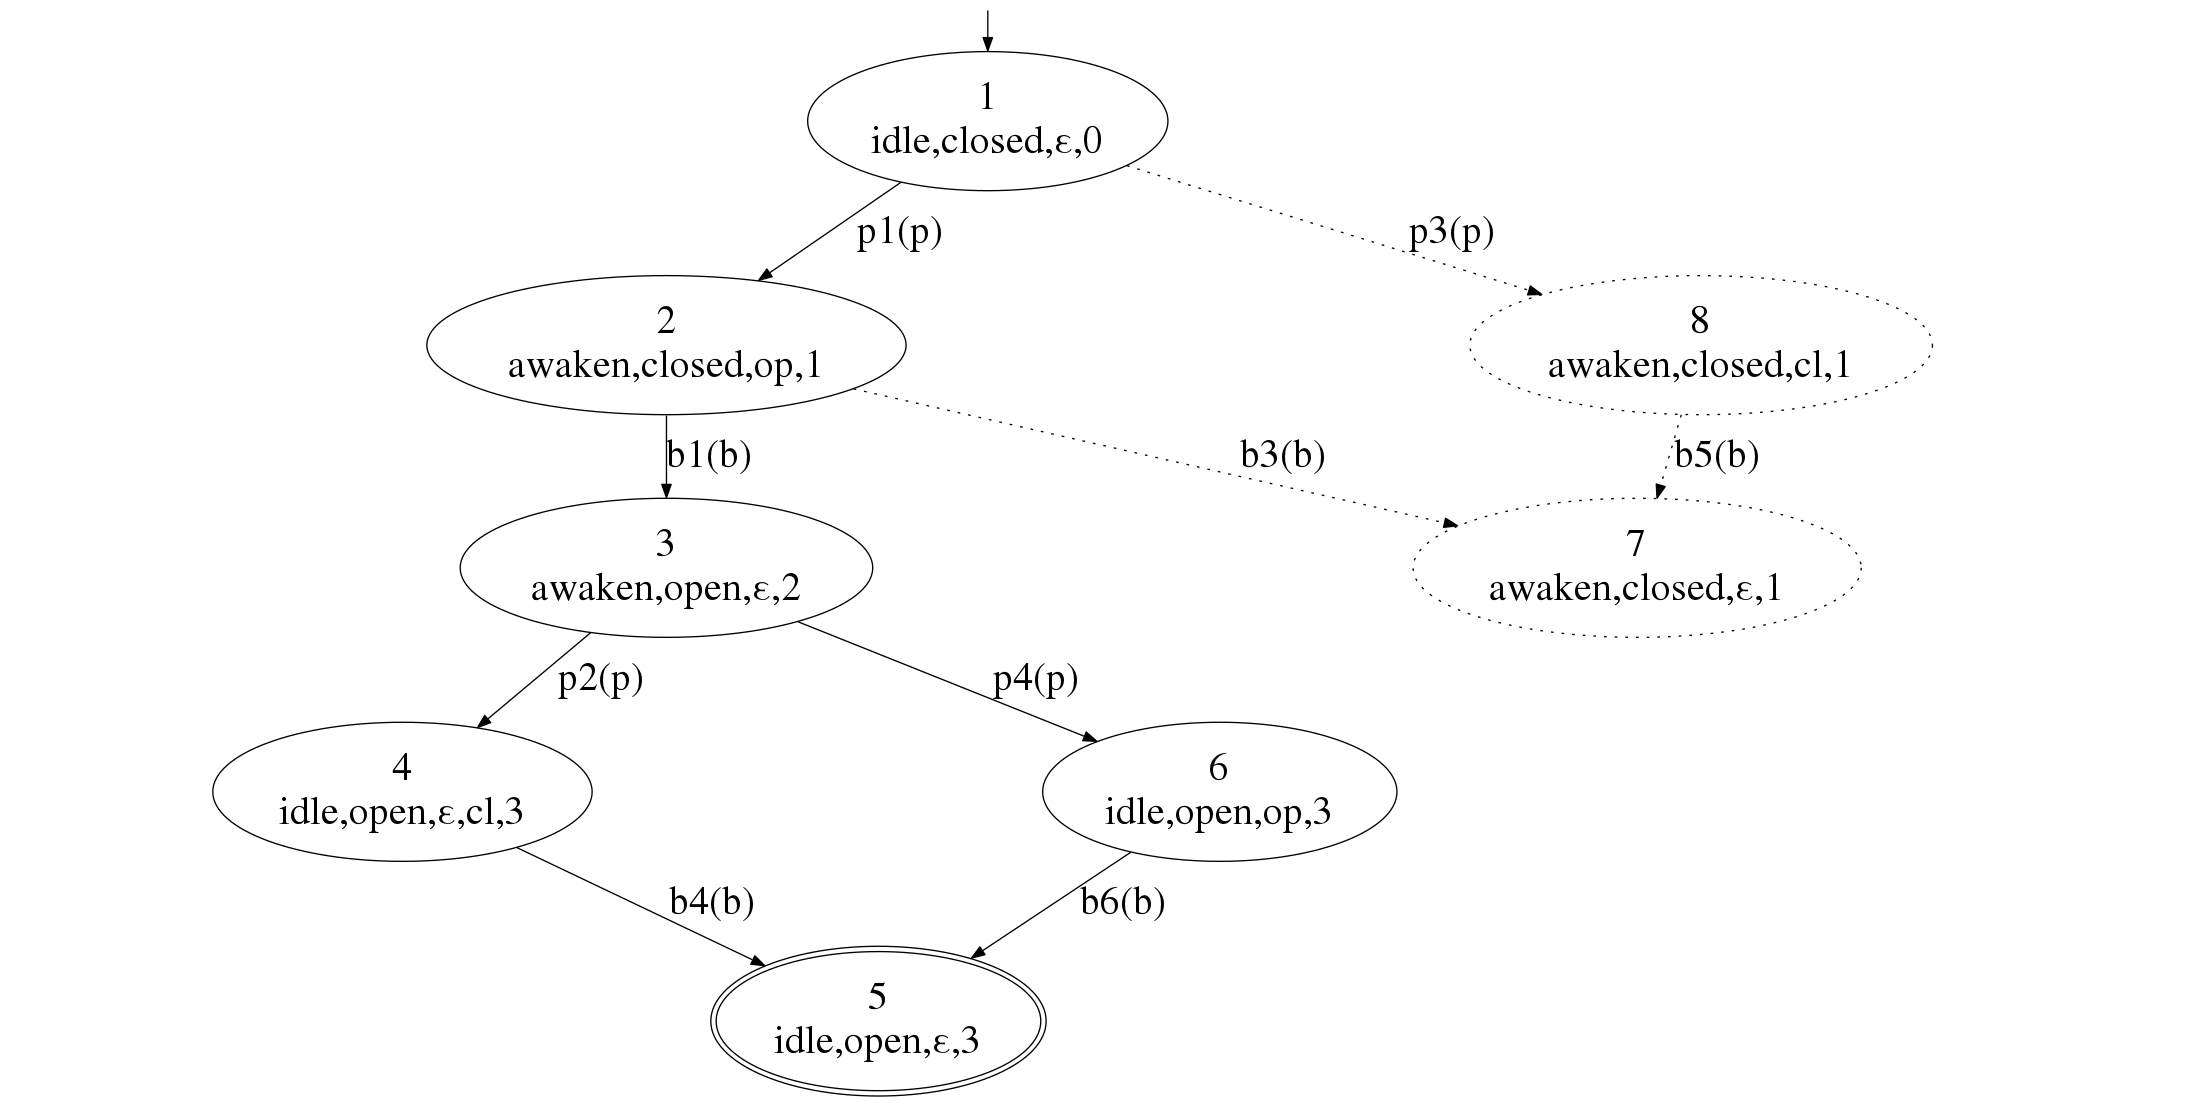 1
idle,closed,ε,0
p1(p)
p3(p)
2
awaken,closed,op,1
8
awaken,closed,cl,1
b1(b)
b3(b)
b5(b)
3
awaken,open,ε,2
7
awaken,closed,ε,1
p2(p)
p4(p)
4
idle,open,ε,cl,3
6
idle,open,op,3
b4(b)
b6(b)
5
idle,open,ε,3